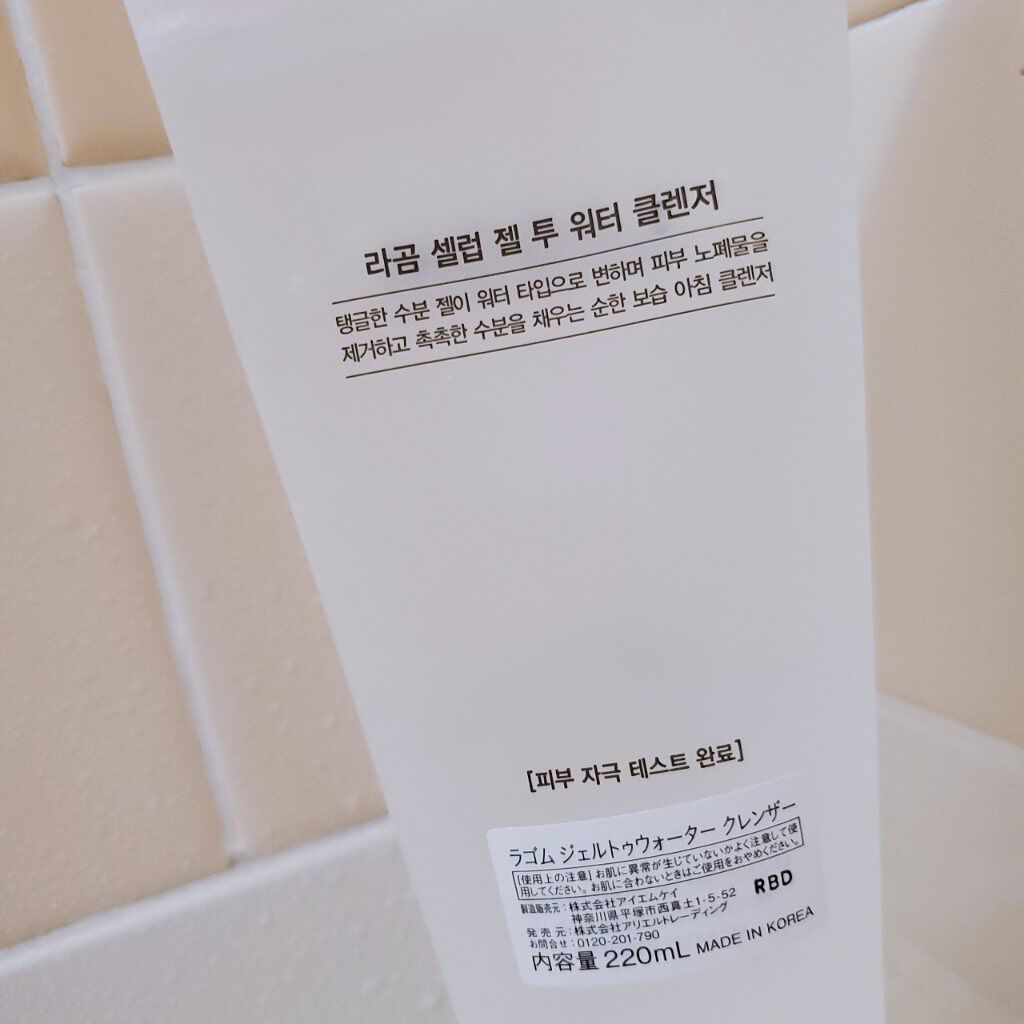 라곰 셀럽 젤 투 워터 클렌저
탱글한 수분 젤이 워터 타입으로 변하며 피부 노폐물을
제거하고 촉촉한 수분을 채우는 순한 보습 아침 클렌저
[피부 자극 테스트 완료]
ラゴム ジェルトゥウォーター クレンザー
[使用上の注意] お肌に異常が生じていないかよく注意して使
用してください。お肌に合わないときはご使用をおやめください。
製造販売元:株式会社アイエムケイ
神奈川県平塚市西真土1-5-52
RBD
発 売 元:株式会社アリエルトレーディング
お問合せ:0120-201-790
内容量 220mL MADE IN KOREA